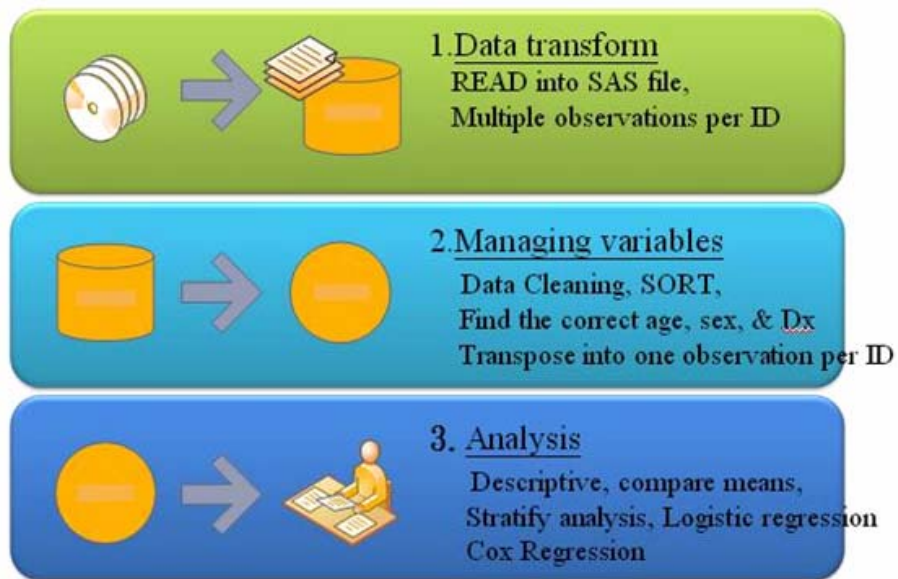 1.Data transform
READ into SAS file,
Multiple observations per ID
2.Managing variables
Data Cleaning, SORT,
Find the correct age, sex, & Dx
Transpose into one observation per ID
3. Analysis
Descriptive, compare means,
Stratify analysis, Logistic regression
Cox Regression